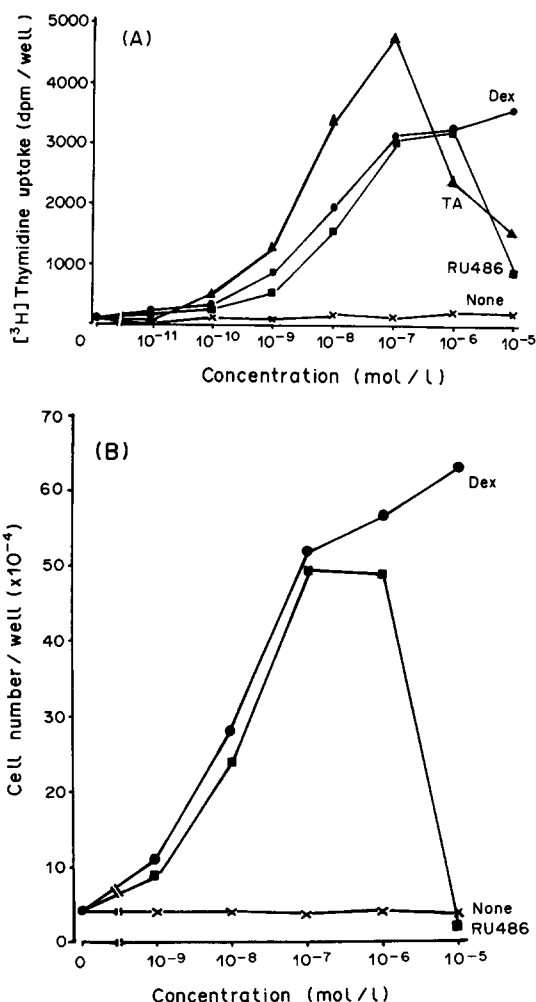 (A)
[³H] Thymidine uptake (dpm/well)
5000
4000
3000
2000
1000
0
Dex
TA
RU486
None
0 10⁻¹¹ 10⁻¹⁰ 10⁻⁹ 10⁻⁸ 10⁻⁷ 10⁻⁶ 10⁻⁵
Concentration (mol/l)
(B)
Cell number/well (x10⁻⁴)
70
60
50
40
30
20
10
0
Dex
None
RU486
0 10⁻⁹ 10⁻⁸ 10⁻⁷ 10⁻⁶ 10⁻⁵
Concentration (mol/l)